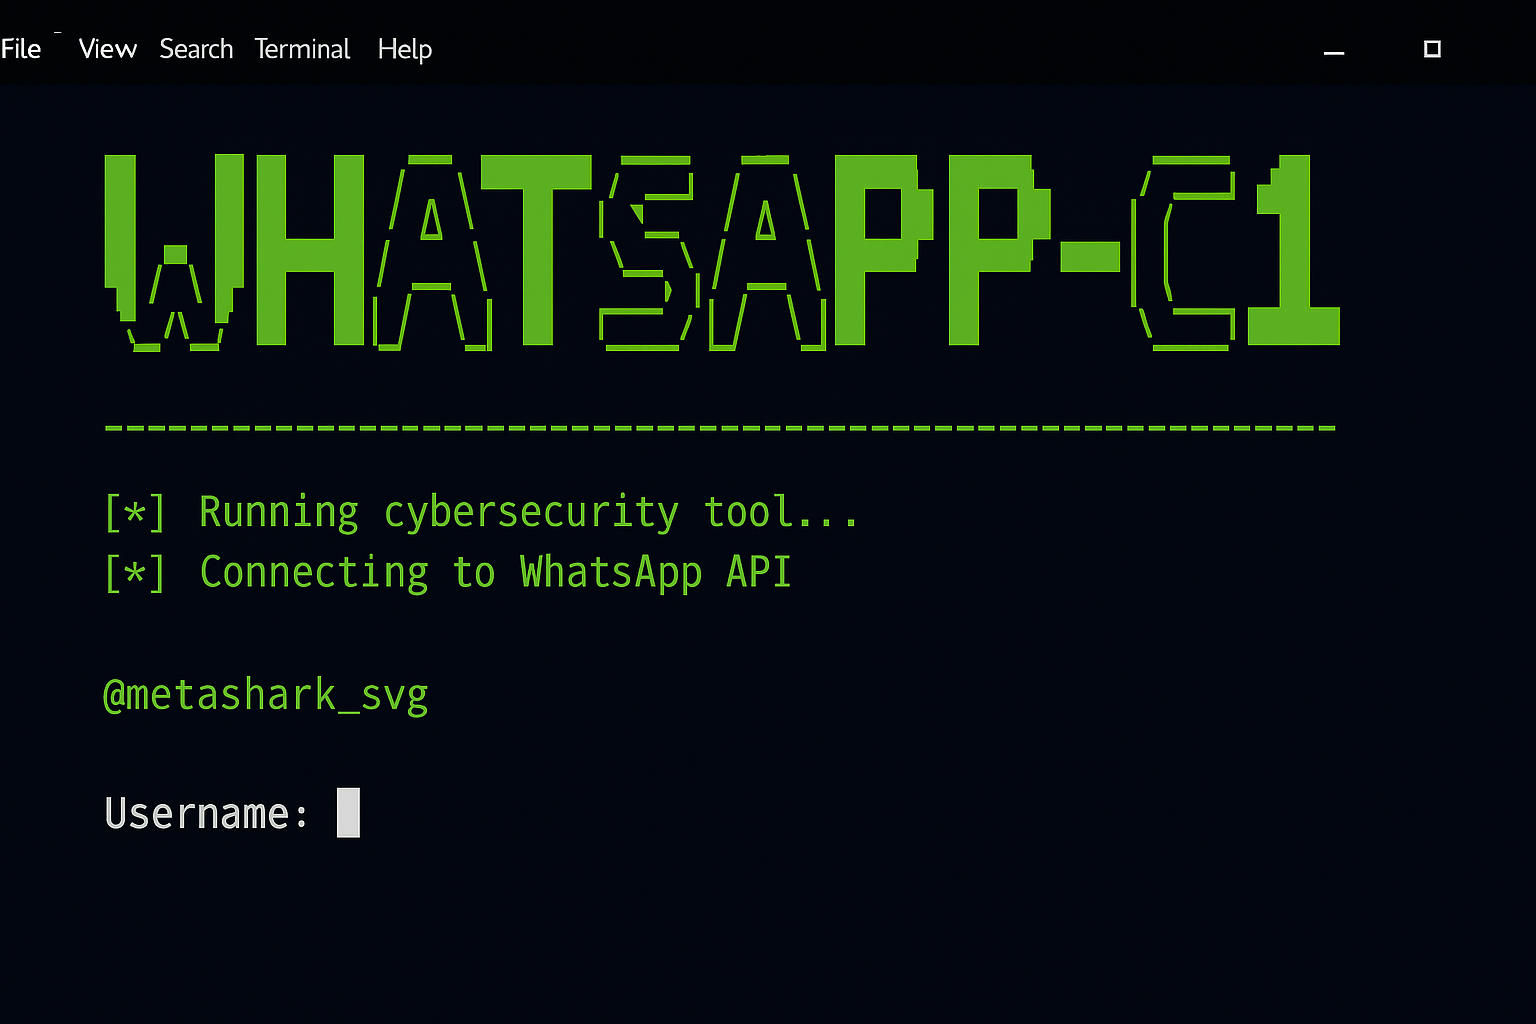 File View Search Terminal Help
WHATSAPP-C1
------------------------------------------------------------
[*] Running cybersecurity tool...
[*] Connecting to WhatsApp API
@metashark_svg
Username: